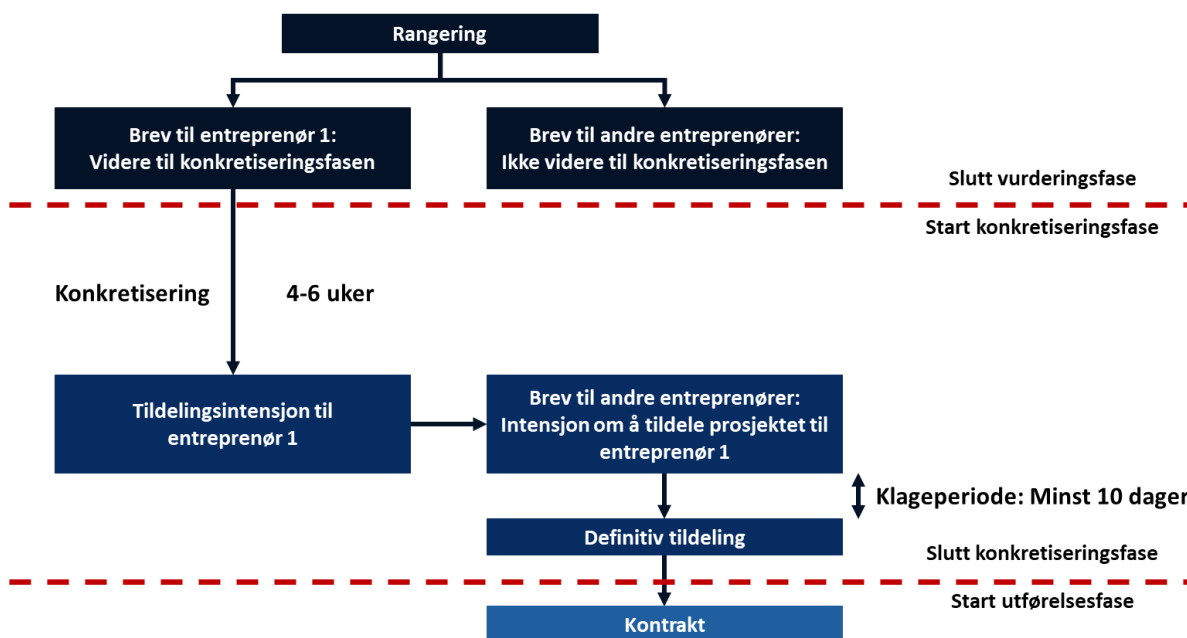 Rangering
Brev til entreprenør 1:
Videre til konkretiseringsfasen
Brev til andre entreprenører:
Ikke videre til konkretiseringsfasen
Slutt vurderingsfase
Start konkretiseringsfase
Konkretisering
4-6 uker
Tildelingsintensjon til
entreprenør 1
Brev til andre entreprenører:
Intensjon om å tildele prosjektet til
entreprenør 1
Klageperiode: Minst 10 dager
Definitiv tildeling
Slutt konkretiseringsfase
Start utførelsesfase
Kontrakt